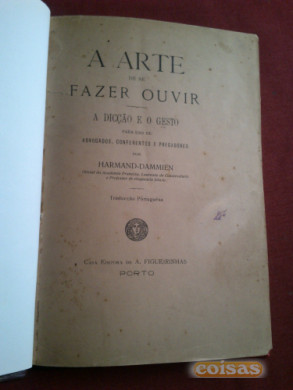 A ARTE
DE SE
FAZER OUVIR
A DICÇÃO E O GESTO
PARA USO DE
ADVOGADOS, CONFERENTES E PREGADORES
POR
HARMAND-DAMMIEN
Traducção Portugueza
CASA EDITORA DE A. FIGUEIRINHAS
PORTO
coisas